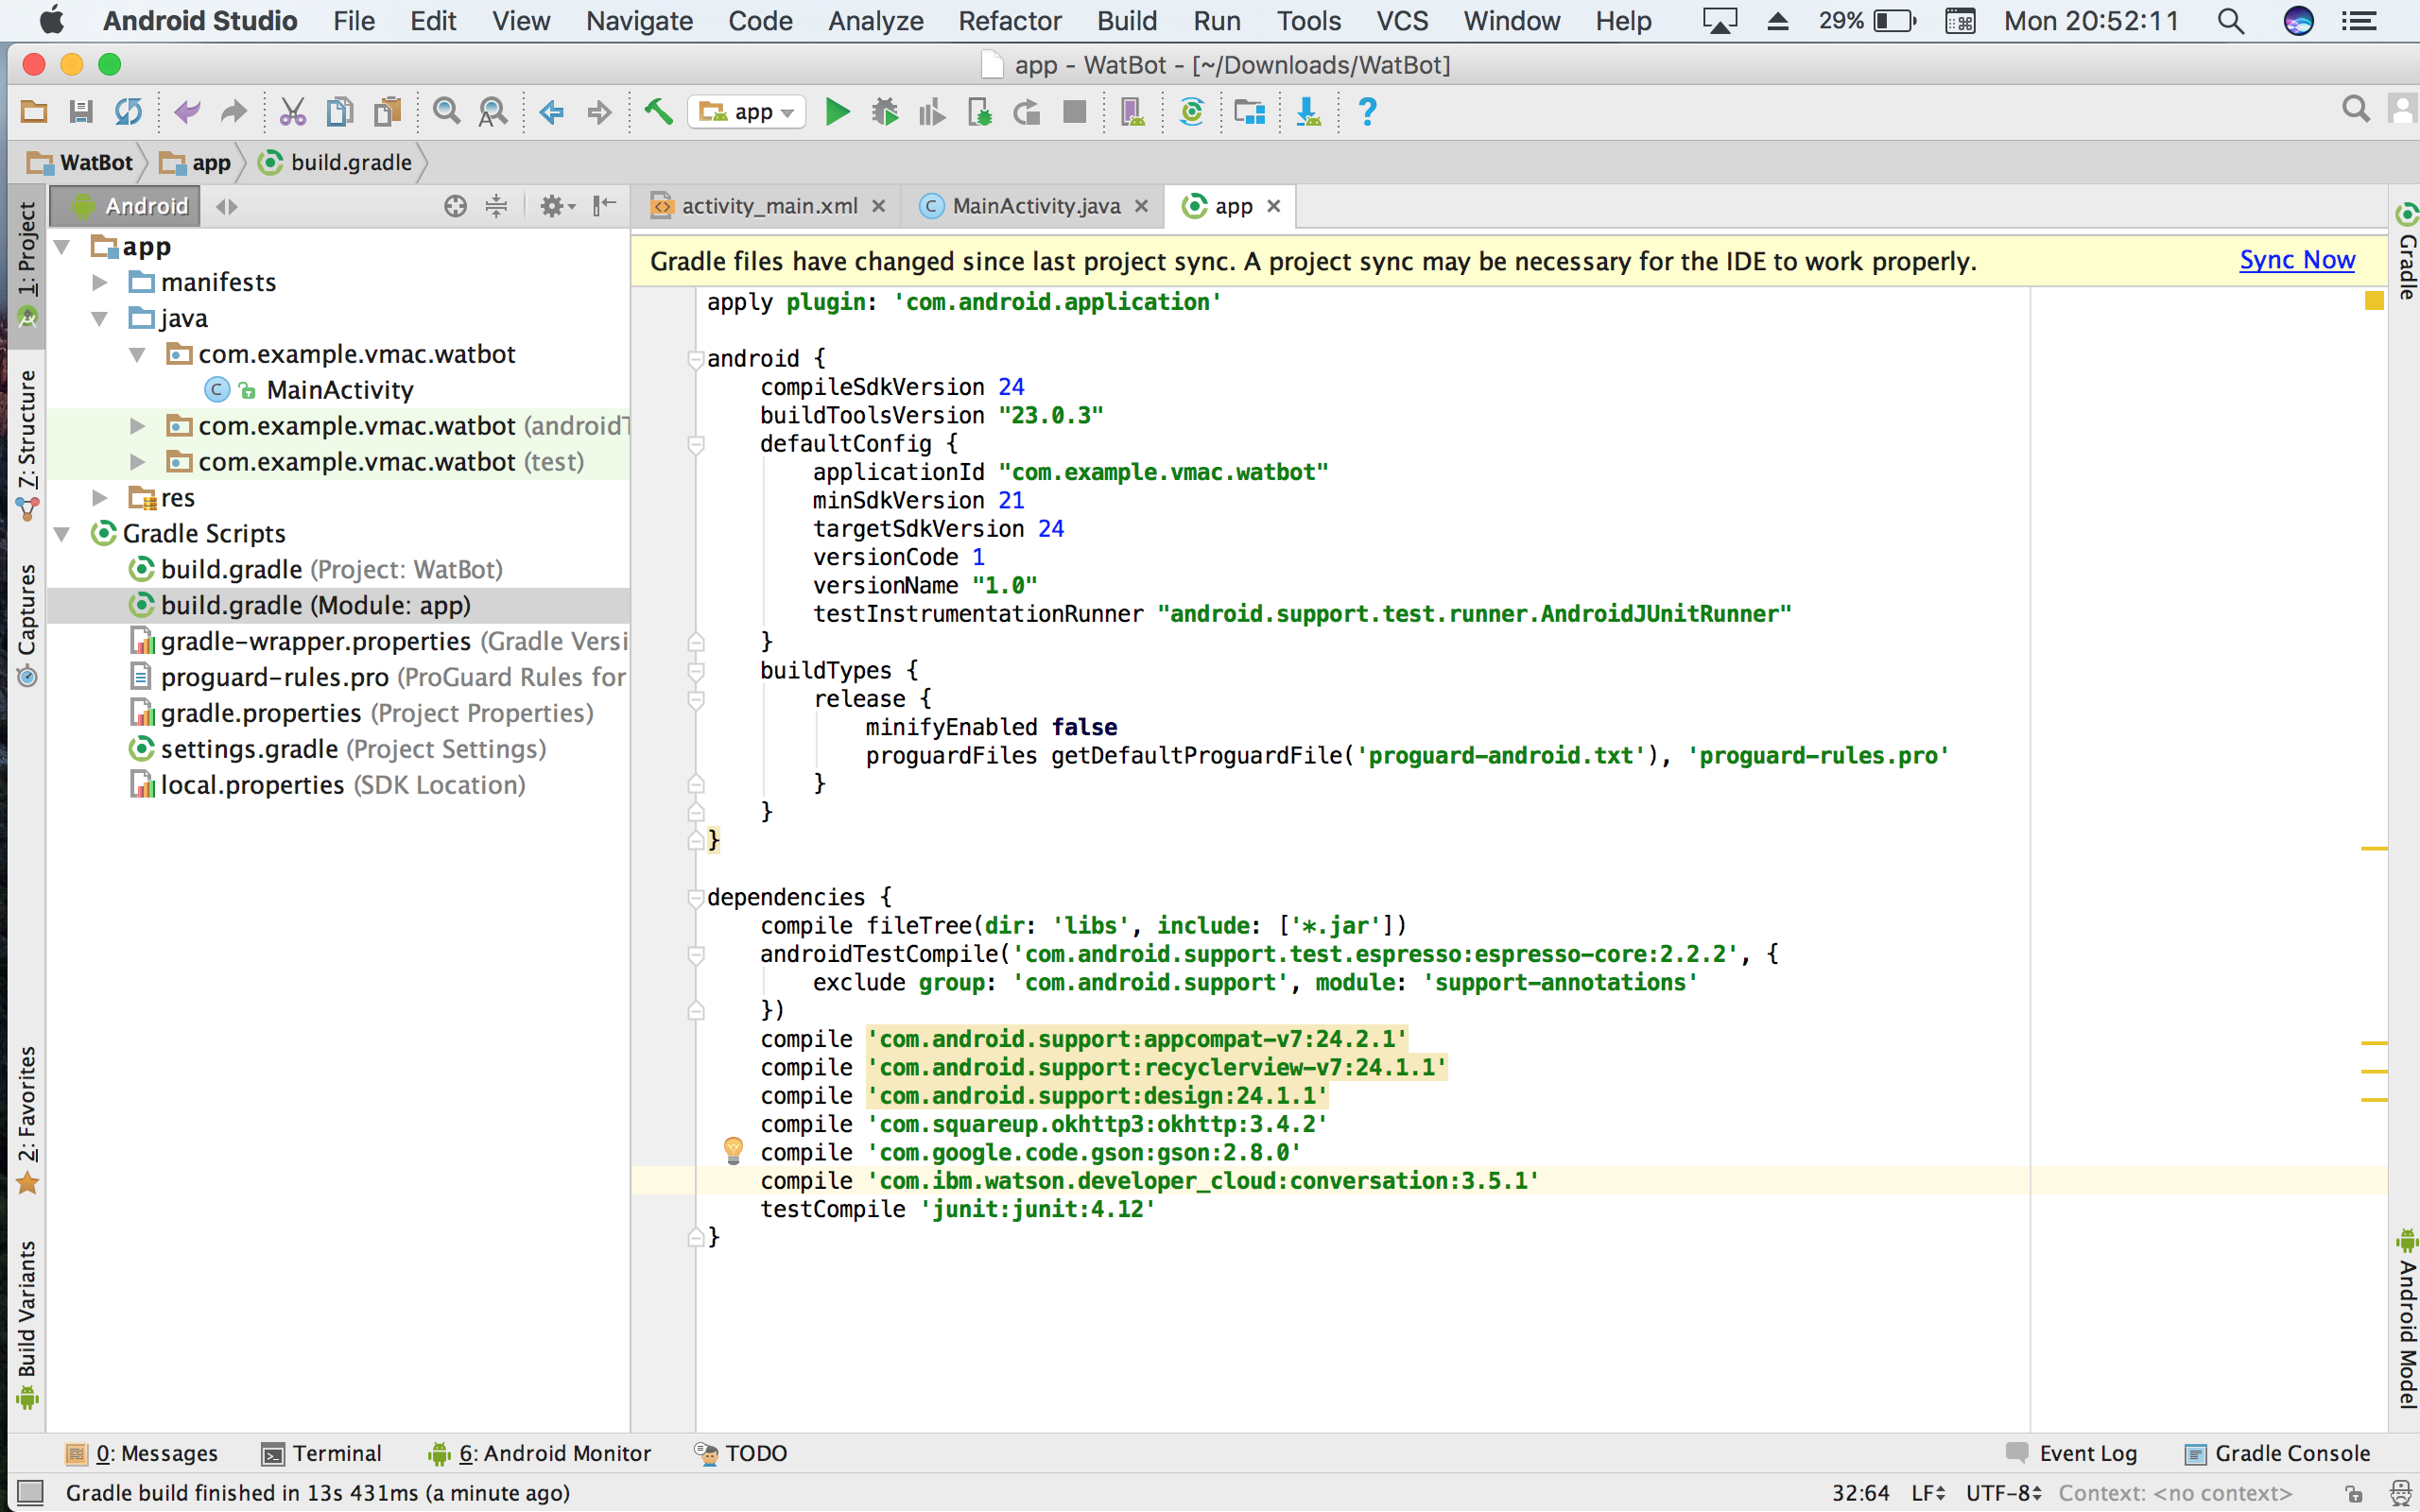 Android Studio File Edit View Navigate Code Analyze Refactor Build Run Tools VCS Window Help 29% Mon 20:52:11
app - WatBot - [~/Downloads/WatBot]
app
WatBot app build.gradle
Android
activity_main.xml MainActivity.java app
1: Project
7: Structure
Captures
2: Favorites
Build Variants
app
manifests
java
com.example.vmac.watbot
MainActivity
com.example.vmac.watbot (androidT
com.example.vmac.watbot (test)
res
Gradle Scripts
build.gradle (Project: WatBot)
build.gradle (Module: app)
gradle-wrapper.properties (Gradle Versi
proguard-rules.pro (ProGuard Rules for
gradle.properties (Project Properties)
settings.gradle (Project Settings)
local.properties (SDK Location)
Gradle files have changed since last project sync. A project sync may be necessary for the IDE to work properly. Sync Now
apply plugin: 'com.android.application'
android {
compileSdkVersion 24
buildToolsVersion "23.0.3"
defaultConfig {
applicationId "com.example.vmac.watbot"
minSdkVersion 21
targetSdkVersion 24
versionCode 1
versionName "1.0"
testInstrumentationRunner "android.support.test.runner.AndroidJUnitRunner"
}
buildTypes {
release {
minifyEnabled false
proguardFiles getDefaultProguardFile('proguard-android.txt'), 'proguard-rules.pro'
}
}
}
dependencies {
compile fileTree(dir: 'libs', include: ['*.jar'])
androidTestCompile('com.android.support.test.espresso:espresso-core:2.2.2', {
exclude group: 'com.android.support', module: 'support-annotations'
})
compile 'com.android.support:appcompat-v7:24.2.1'
compile 'com.android.support:recyclerview-v7:24.1.1'
compile 'com.android.support:design:24.1.1'
compile 'com.squareup.okhttp3:okhttp:3.4.2'
compile 'com.google.code.gson:gson:2.8.0'
compile 'com.ibm.watson.developer_cloud:conversation:3.5.1'
testCompile 'junit:junit:4.12'
}
Gradle
Android Model
0: Messages Terminal 6: Android Monitor TODO Event Log Gradle Console
Gradle build finished in 13s 431ms (a minute ago) 32:64 LF UTF-8 Context: <no context>